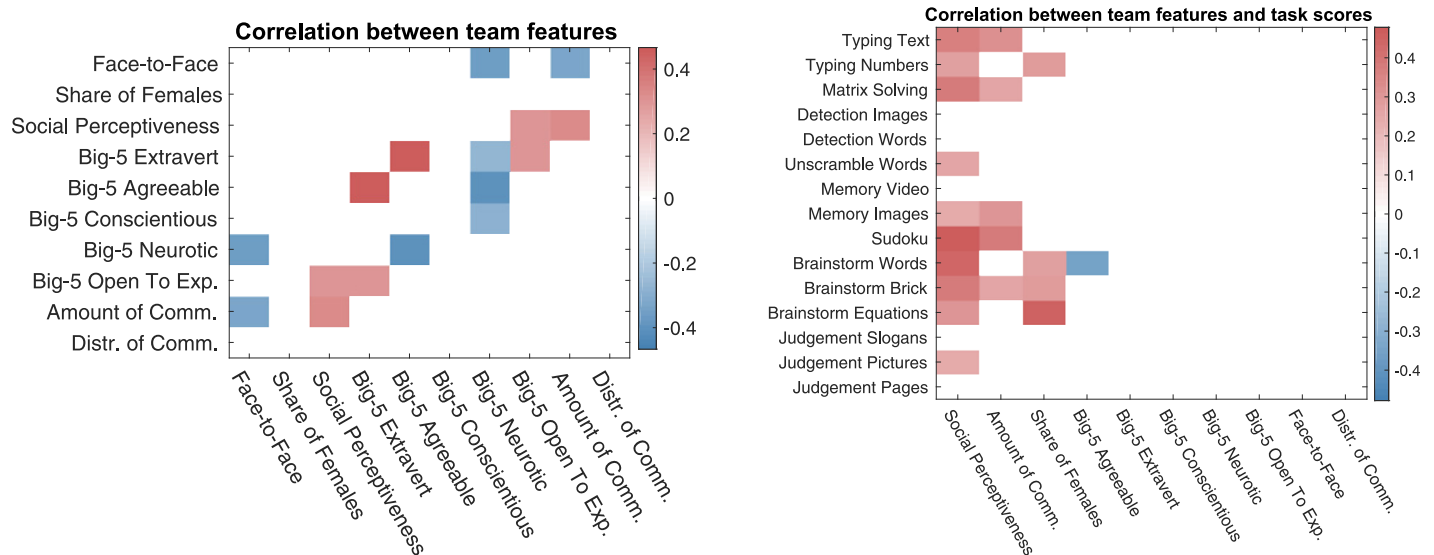 Correlation between team features
Face-to-Face
Share of Females
Social Perceptiveness
Big-5 Extravert
Big-5 Agreeable
Big-5 Conscientious
Big-5 Neurotic
Big-5 Open To Exp.
Amount of Comm.
Distr. of Comm.
0.4
0.2
0
-0.2
-0.4
Face-to-Face
Share of Females
Social Perceptiveness
Big-5 Extravert
Big-5 Agreeable
Big-5 Conscientious
Big-5 Neurotic
Big-5 Open To Exp.
Amount of Comm.
Distr. of Comm.
Correlation between team features and task scores
Typing Text
Typing Numbers
Matrix Solving
Detection Images
Detection Words
Unscramble Words
Memory Video
Memory Images
Sudoku
Brainstorm Words
Brainstorm Brick
Brainstorm Equations
Judgement Slogans
Judgement Pictures
Judgement Pages
0.4
0.3
0.2
0.1
0
-0.1
-0.2
-0.3
-0.4
Social Perceptiveness
Amount of Comm.
Share of Females
Big-5 Agreeable
Big-5 Extravert
Big-5 Conscientious
Big-5 Neurotic
Big-5 Open To Exp.
Face-to-Face
Distr. of Comm.